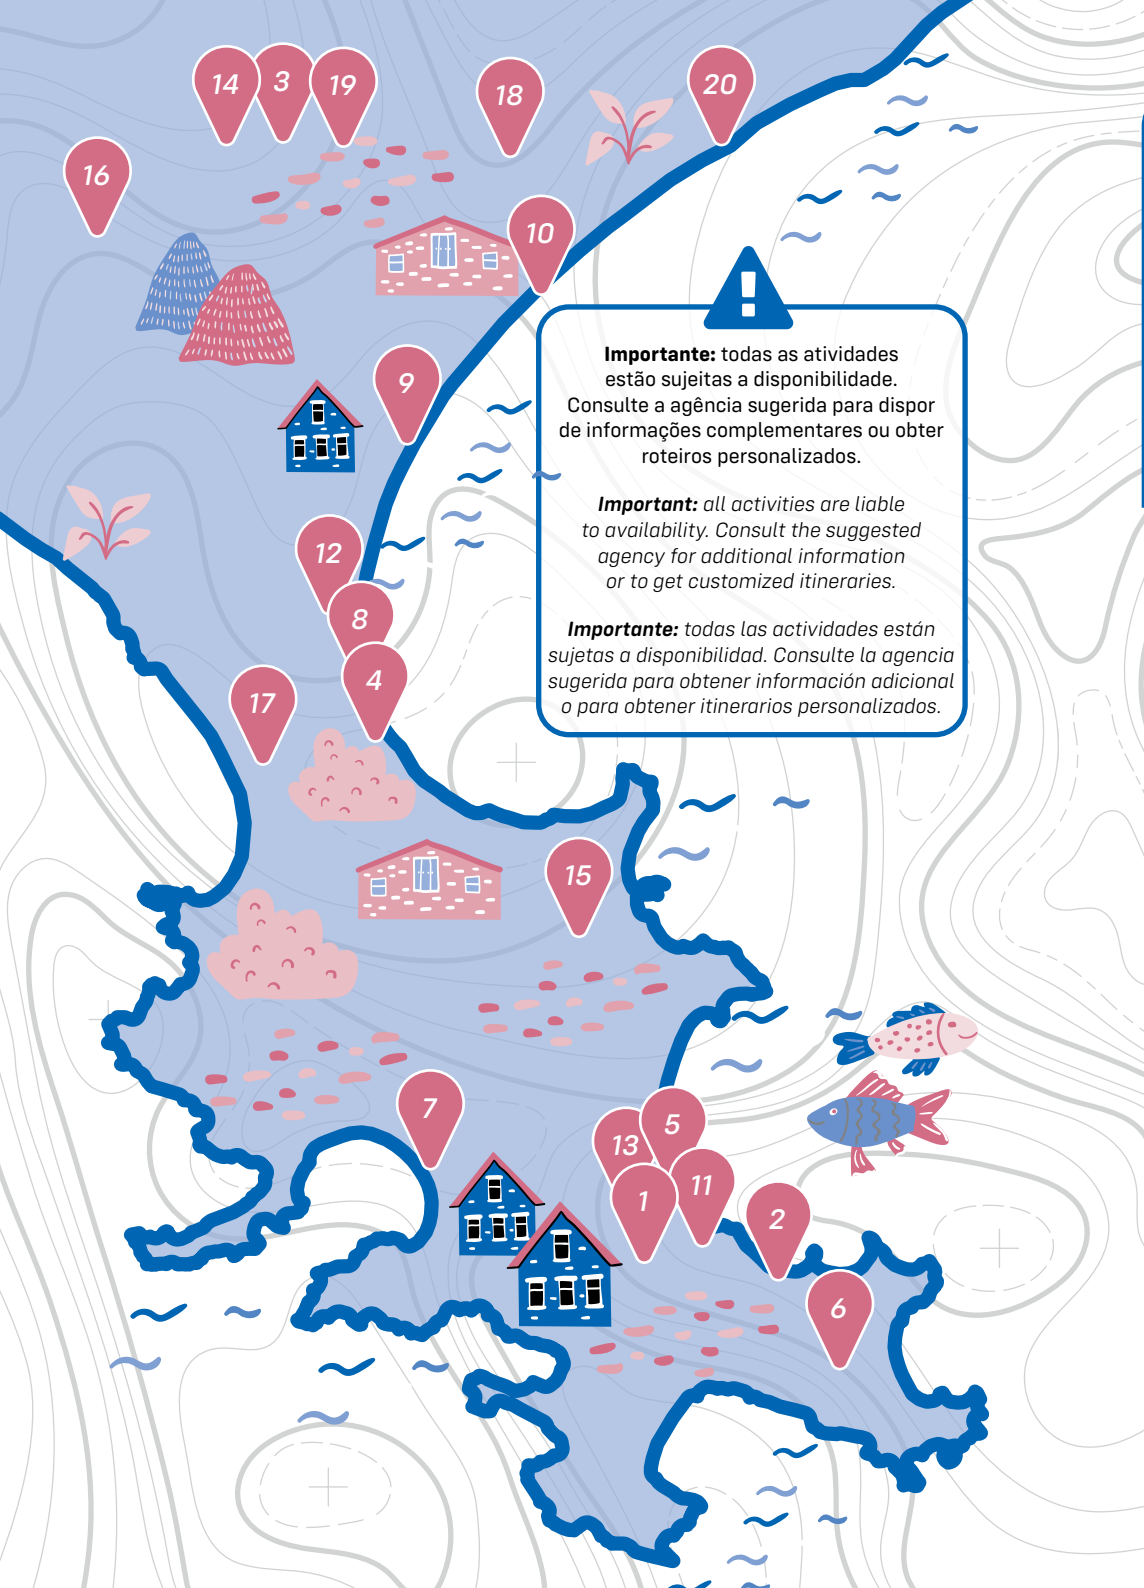 14
3
19
18
20
16
10
9
12
8
4
17
15
7
5
13
11
1
2
6
!
Importante: todas as atividades
estão sujeitas a disponibilidade.
Consulte a agência sugerida para dispor
de informações complementares ou obter
roteiros personalizados.
Important: all activities are liable
to availability. Consult the suggested
agency for additional information
or to get customized itineraries.
Importante: todas las actividades están
sujetas a disponibilidad. Consulte la agencia
sugerida para obtener información adicional
o para obtener itinerarios personalizados.